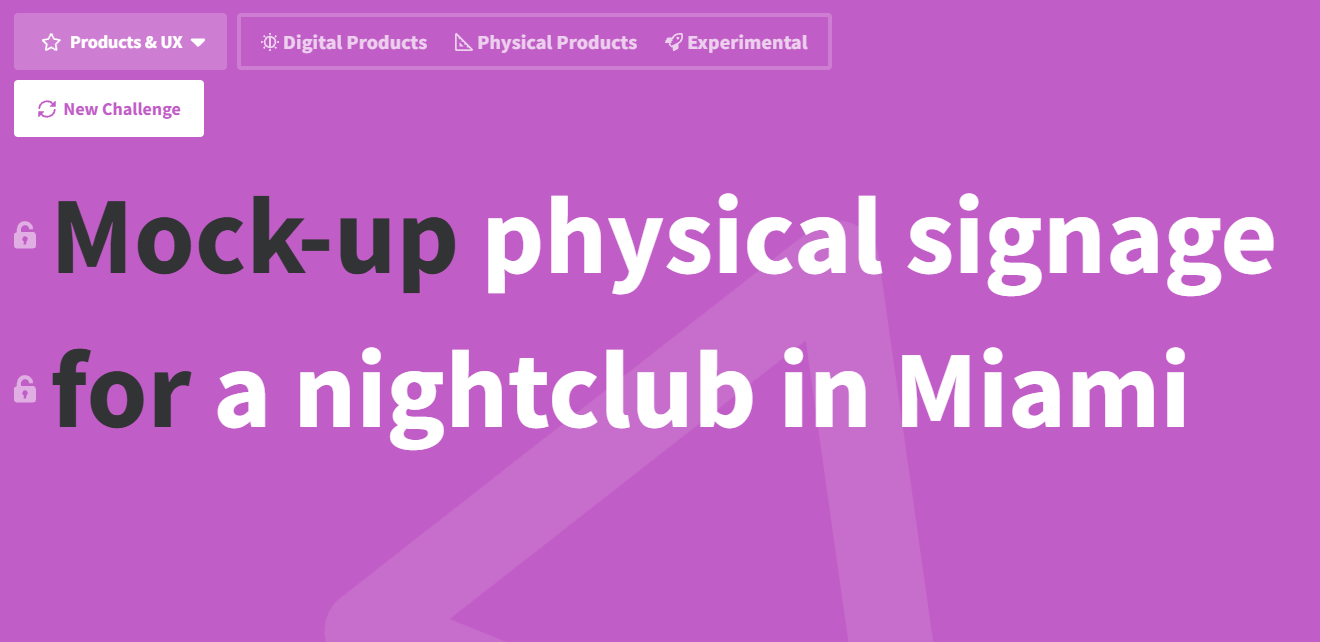 Products & UX Digital Products Physical Products Experimental
New Challenge
Mock-up physical signage
for a nightclub in Miami